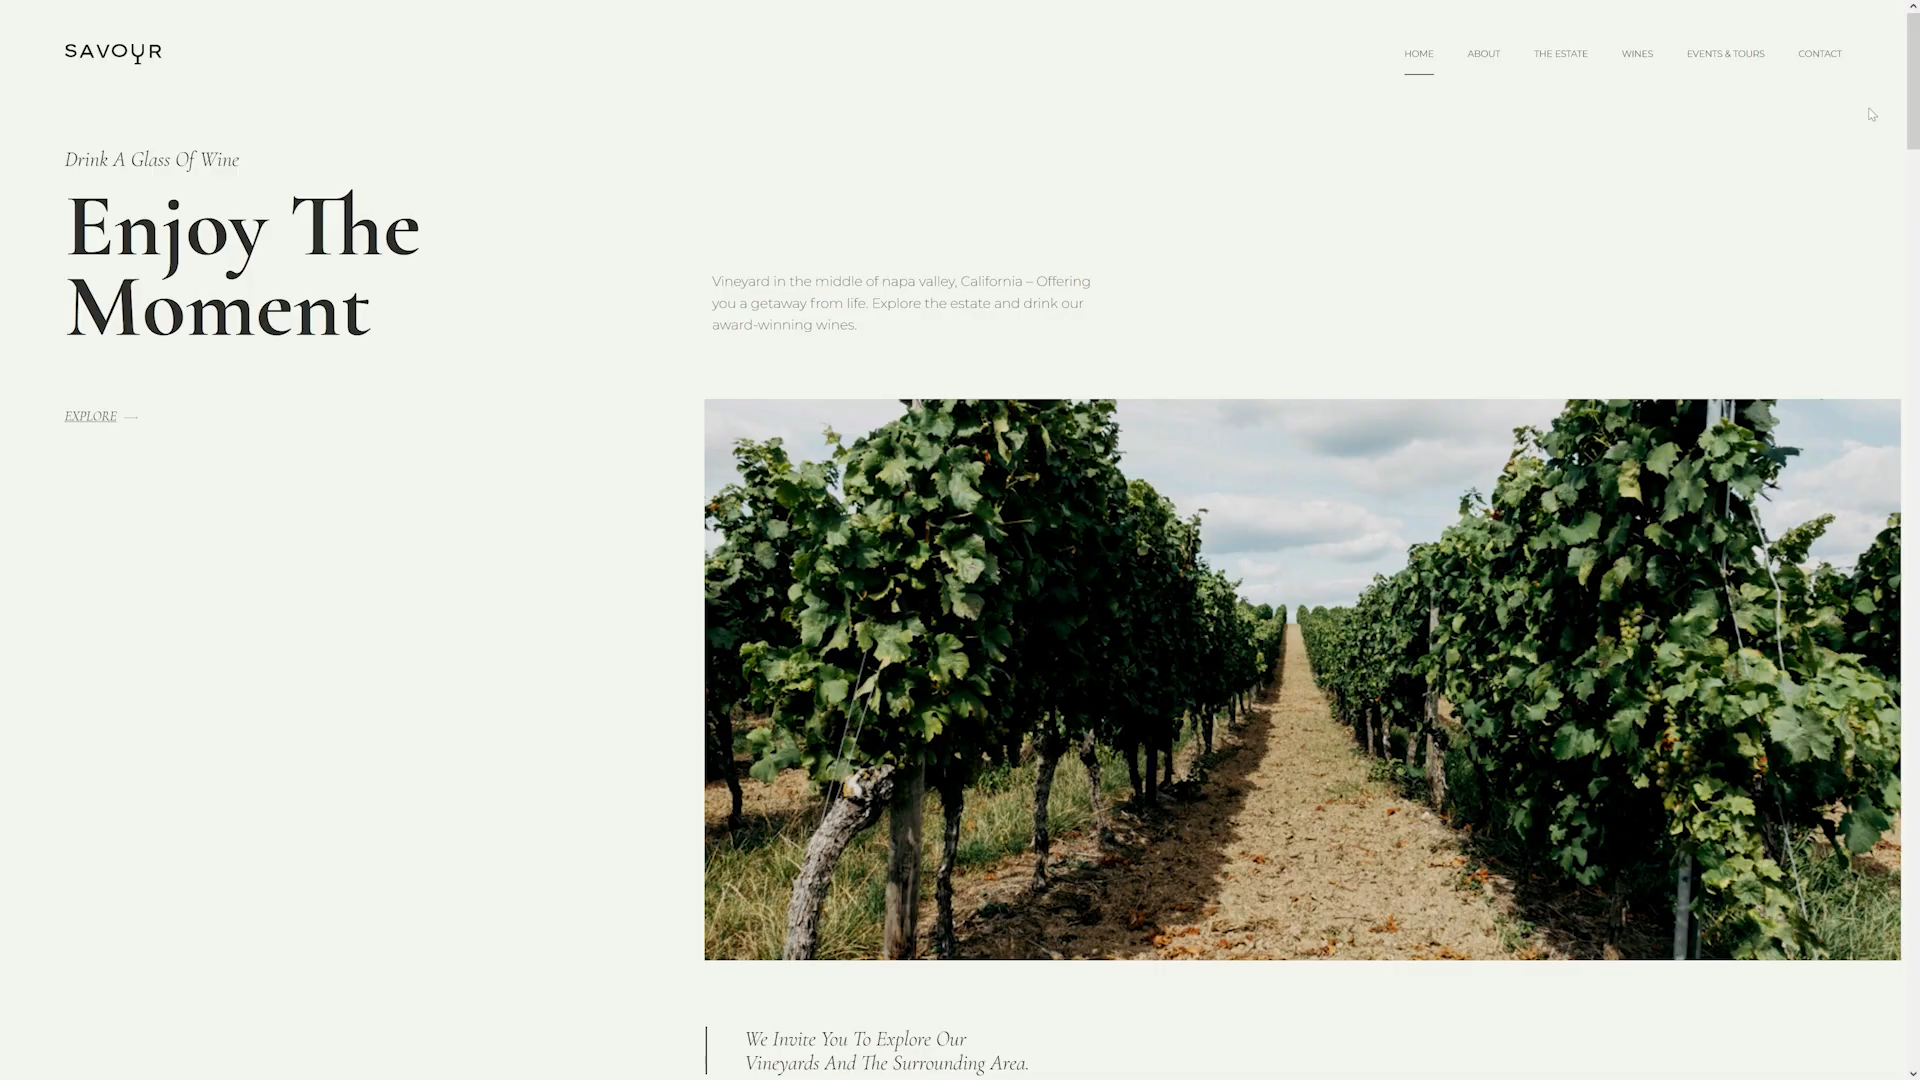 SAVOUR
HOME ABOUT THE ESTATE WINES EVENTS & TOURS CONTACT
Drink A Glass Of Wine
Enjoy The
Moment
Vineyard in the middle of napa valley, California – Offering
you a getaway from life. Explore the estate and drink our
award-winning wines.
EXPLORE
We Invite You To Explore Our
Vineyards And The Surrounding Area.